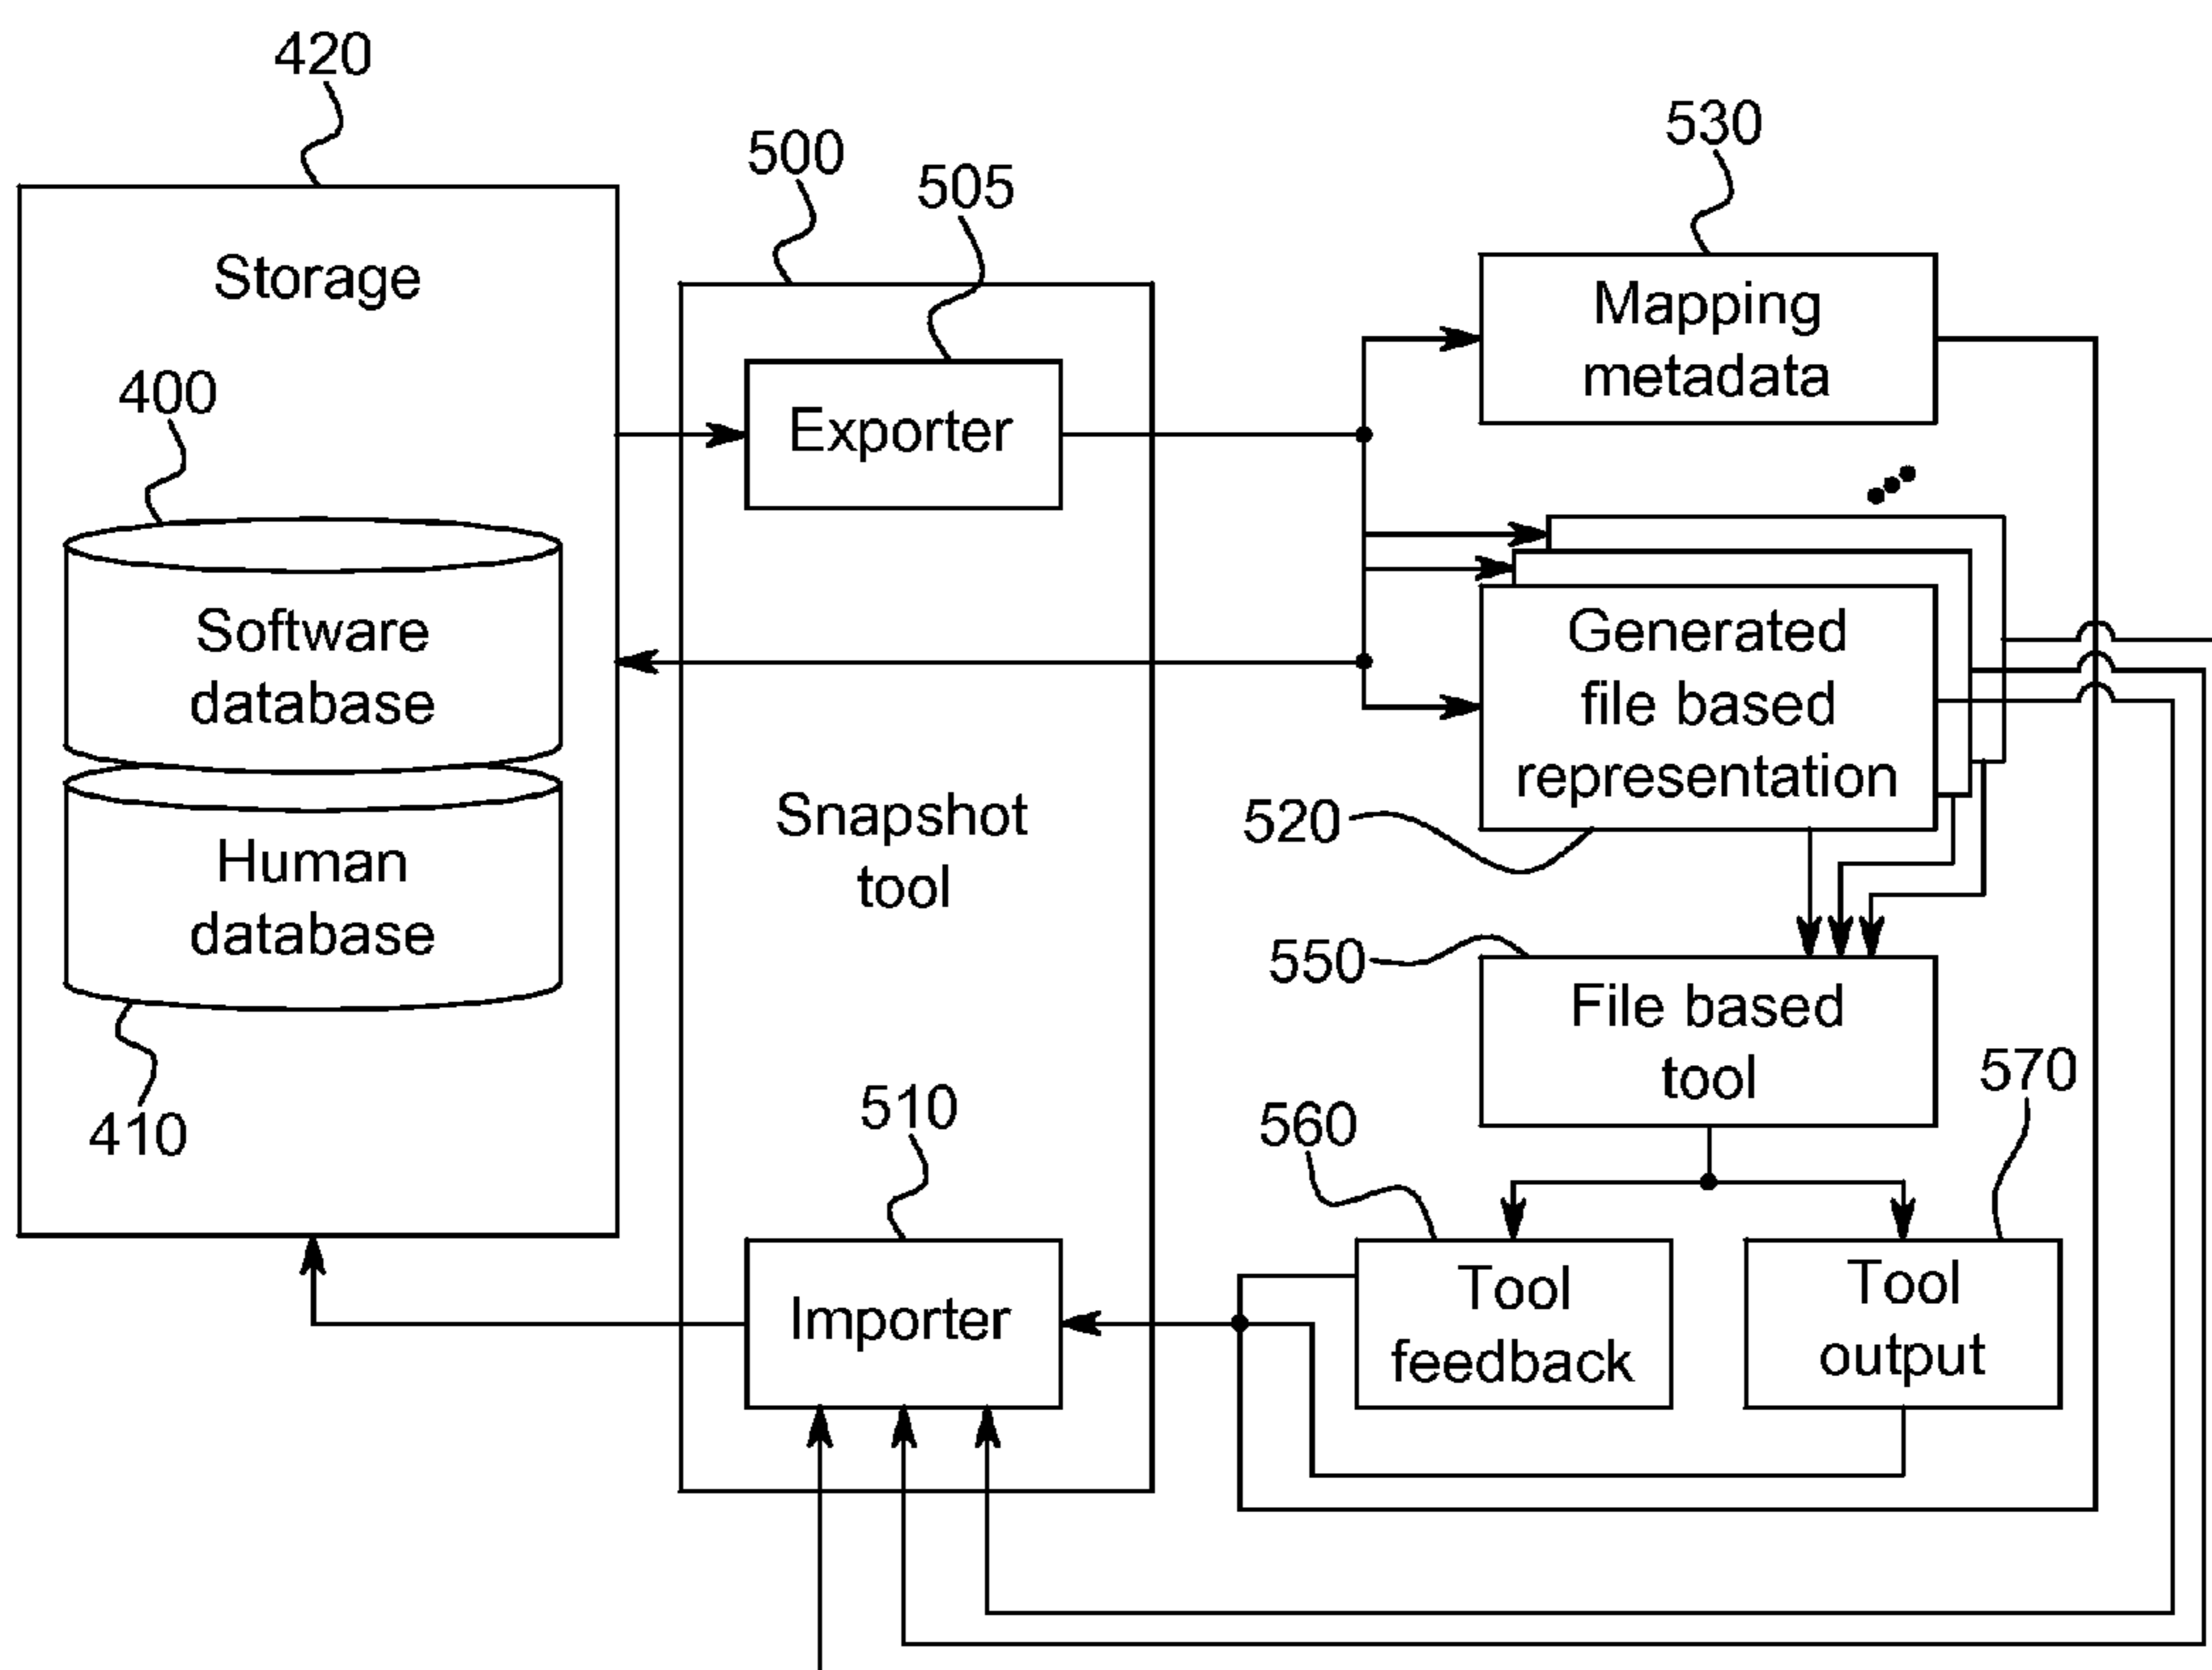 420
Storage
400
Software
database
Human
database
410
500
505
Exporter
Snapshot
tool
510
Importer
530
Mapping
metadata
Generated
file based
representation
520
550
File based
tool
560
570
Tool
feedback
Tool
output